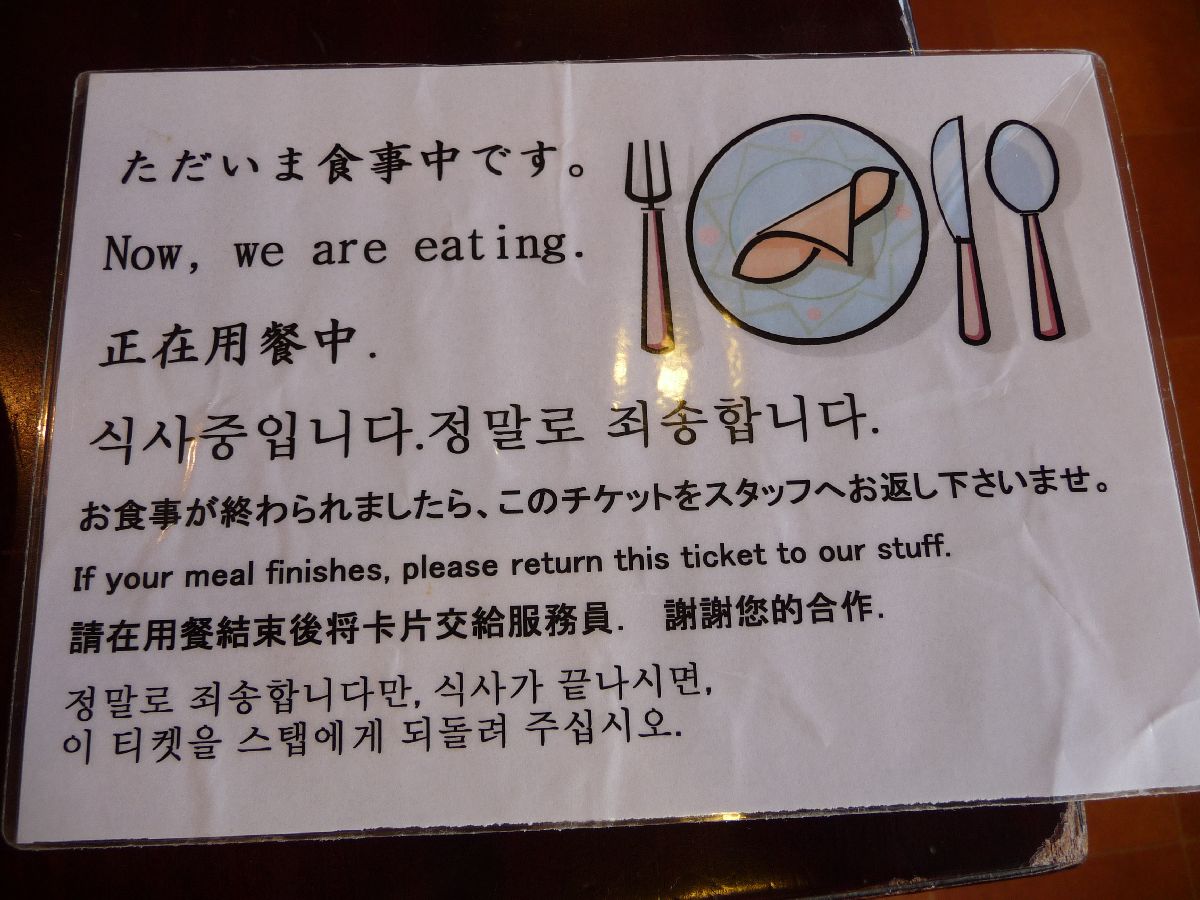 ただいま食事中です。
Now, we are eating.
正在用餐中.
식사중입니다.정말로 죄송합니다.
お食事が終わられましたら、このチケットをスタッフへお返し下さいませ。
If your meal finishes, please return this ticket to our stuff.
請在用餐結束後将卡片交給服務員. 謝謝您的合作.
정말로 죄송합니다만, 식사가 끝나시면,
이 티켓을 스탭에게 되돌려 주십시오.